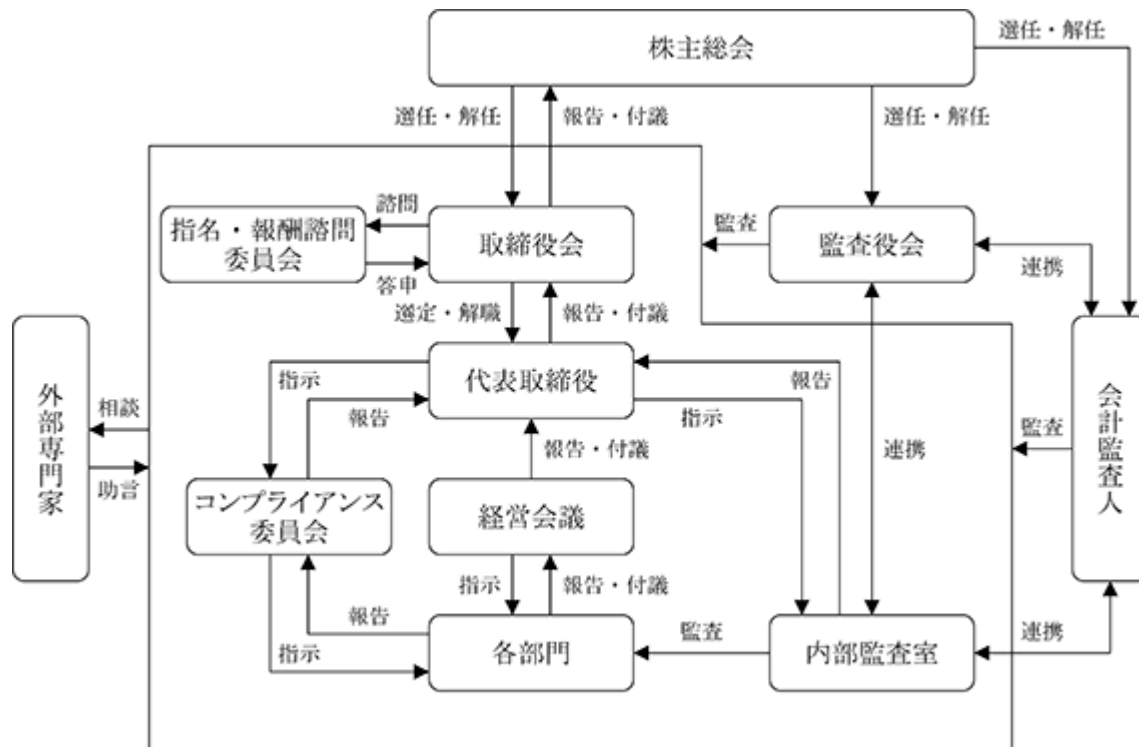 株主総会
選任・解任
選任・解任
報告・付議
選任・解任
諮問
指名・報酬諮問
委員会
取締役会
監査
監査役会
答申
連携
選定・解職
報告・付議
外部専門家
相談
助言
指示
報告
代表取締役
報告
指示
会計監査人
監査
報告・付議
連携
コンプライアンス
委員会
経営会議
指示
報告・付議
報告
指示
各部門
監査
内部監査室
連携